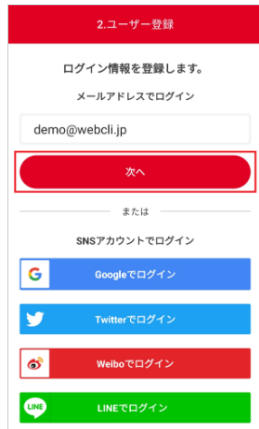 2.ユーザー登録
ログイン情報を登録します。
メールアドレスでログイン
demo@webcli.jp
次へ
または
SNSアカウントでログイン
Googleでログイン
Twitterでログイン
Weiboでログイン
LINE LINEでログイン